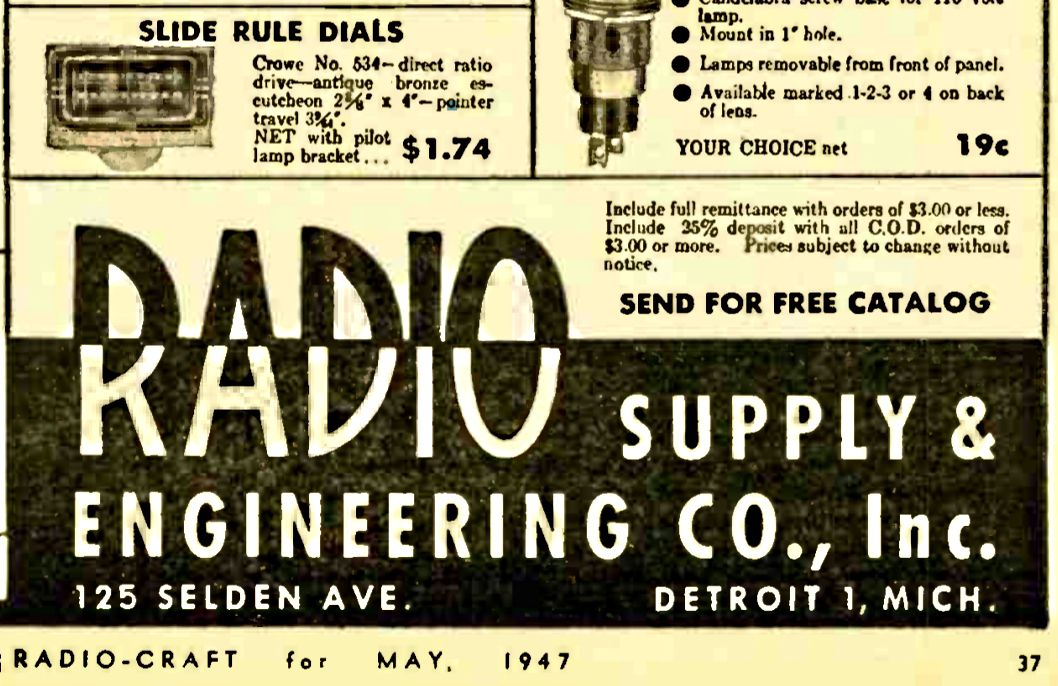 SLIDE RULE DIALS
Crowe No. 534—direct ratio
drive—antique bronze es-
cutcheon 2⅝" x 4"—pointer
travel 3¾".
NET with pilot
lamp bracket... $1.74
lamp.
● Mount in 1" hole.
● Lamps removable from front of panel.
● Available marked 1-2-3 or 4 on back
of lens.
YOUR CHOICE net 19c
Include full remittance with orders of $3.00 or less.
Include 25% deposit with all C.O.D. orders of
$3.00 or more. Prices subject to change without
notice.
SEND FOR FREE CATALOG
RADIO SUPPLY &
ENGINEERING CO., Inc.
125 SELDEN AVE. DETROIT 1, MICH.
RADIO-CRAFT for MAY, 1947 37